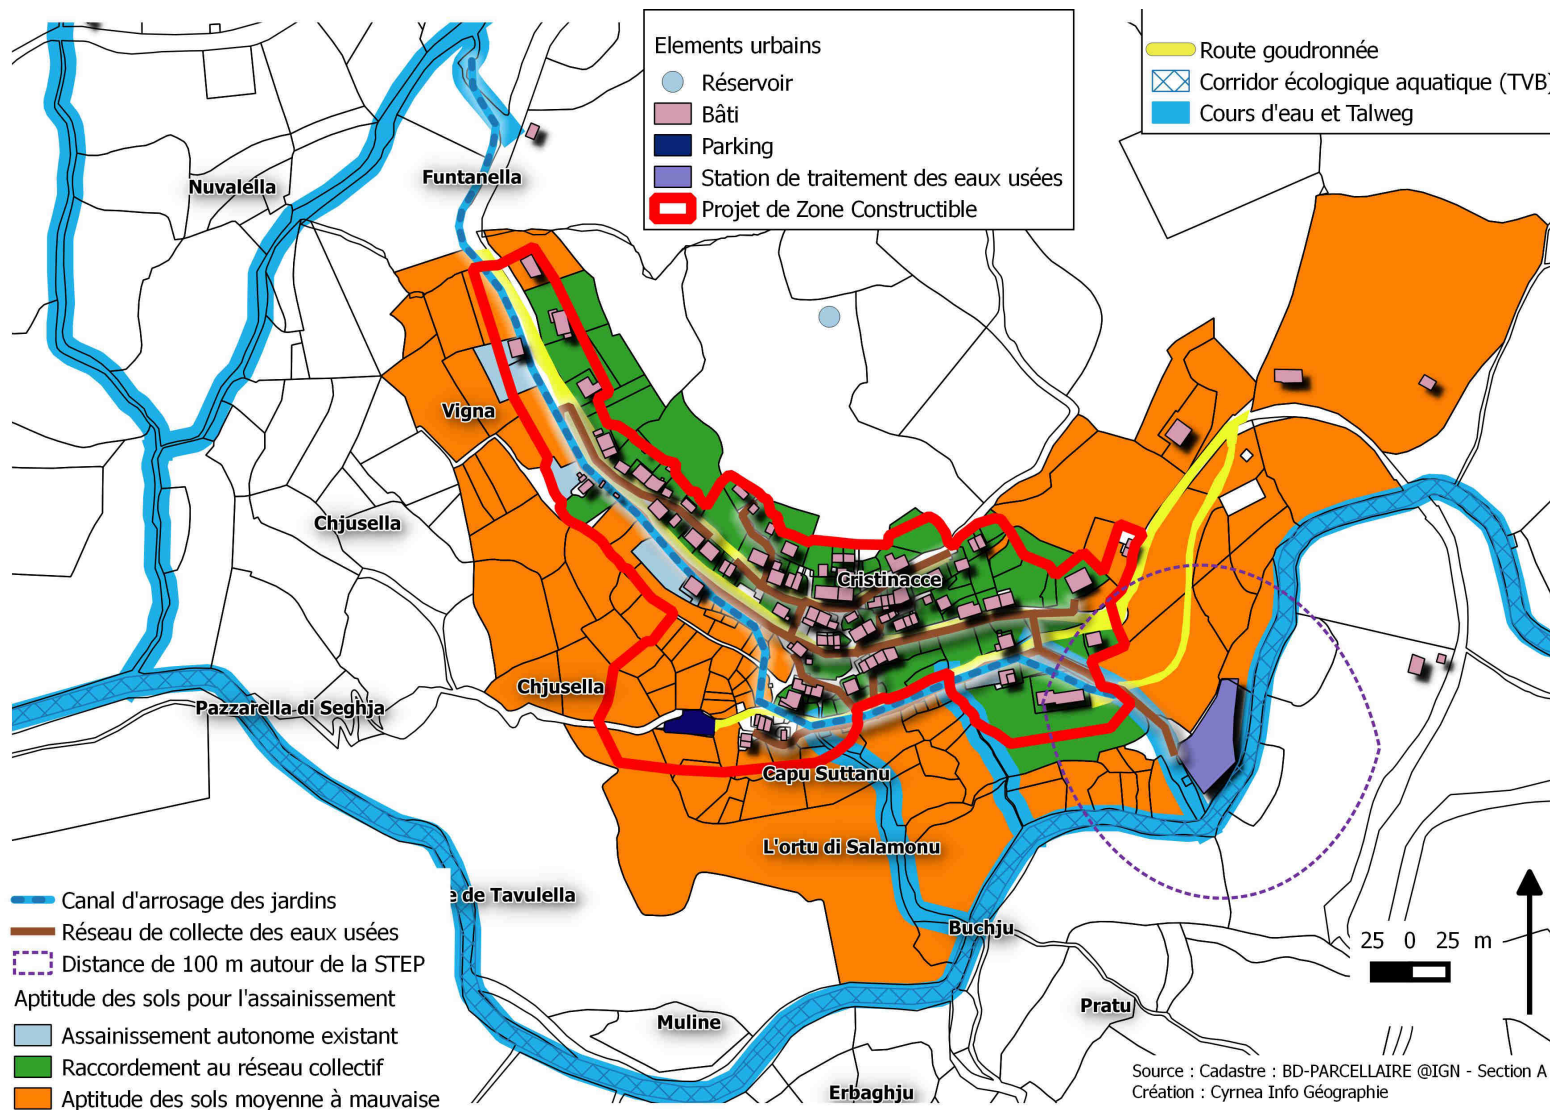 Elements urbains
Réservoir
Bâti
Parking
Station de traitement des eaux usées
Projet de Zone Constructible
Route goudronnée
Corridor écologique aquatique (TVB)
Cours d'eau et Talweg
Nuvalella
Funtanella
Vigna
Chjusella
Cristinacce
Chjusella
Pazzarella di Seghja
Capu Suttanu
L'ortu di Salamonu
e de Tavulella
Buchju
Pratu
Muline
Erbaghju
Canal d'arrosage des jardins
Réseau de collecte des eaux usées
Distance de 100 m autour de la STEP
Aptitude des sols pour l'assainissement
Assainissement autonome existant
Raccordement au réseau collectif
Aptitude des sols moyenne à mauvaise
25 0 25 m
Source : Cadastre : BD-PARCELLAIRE @IGN - Section A
Création : Cyrnea Info Géographie